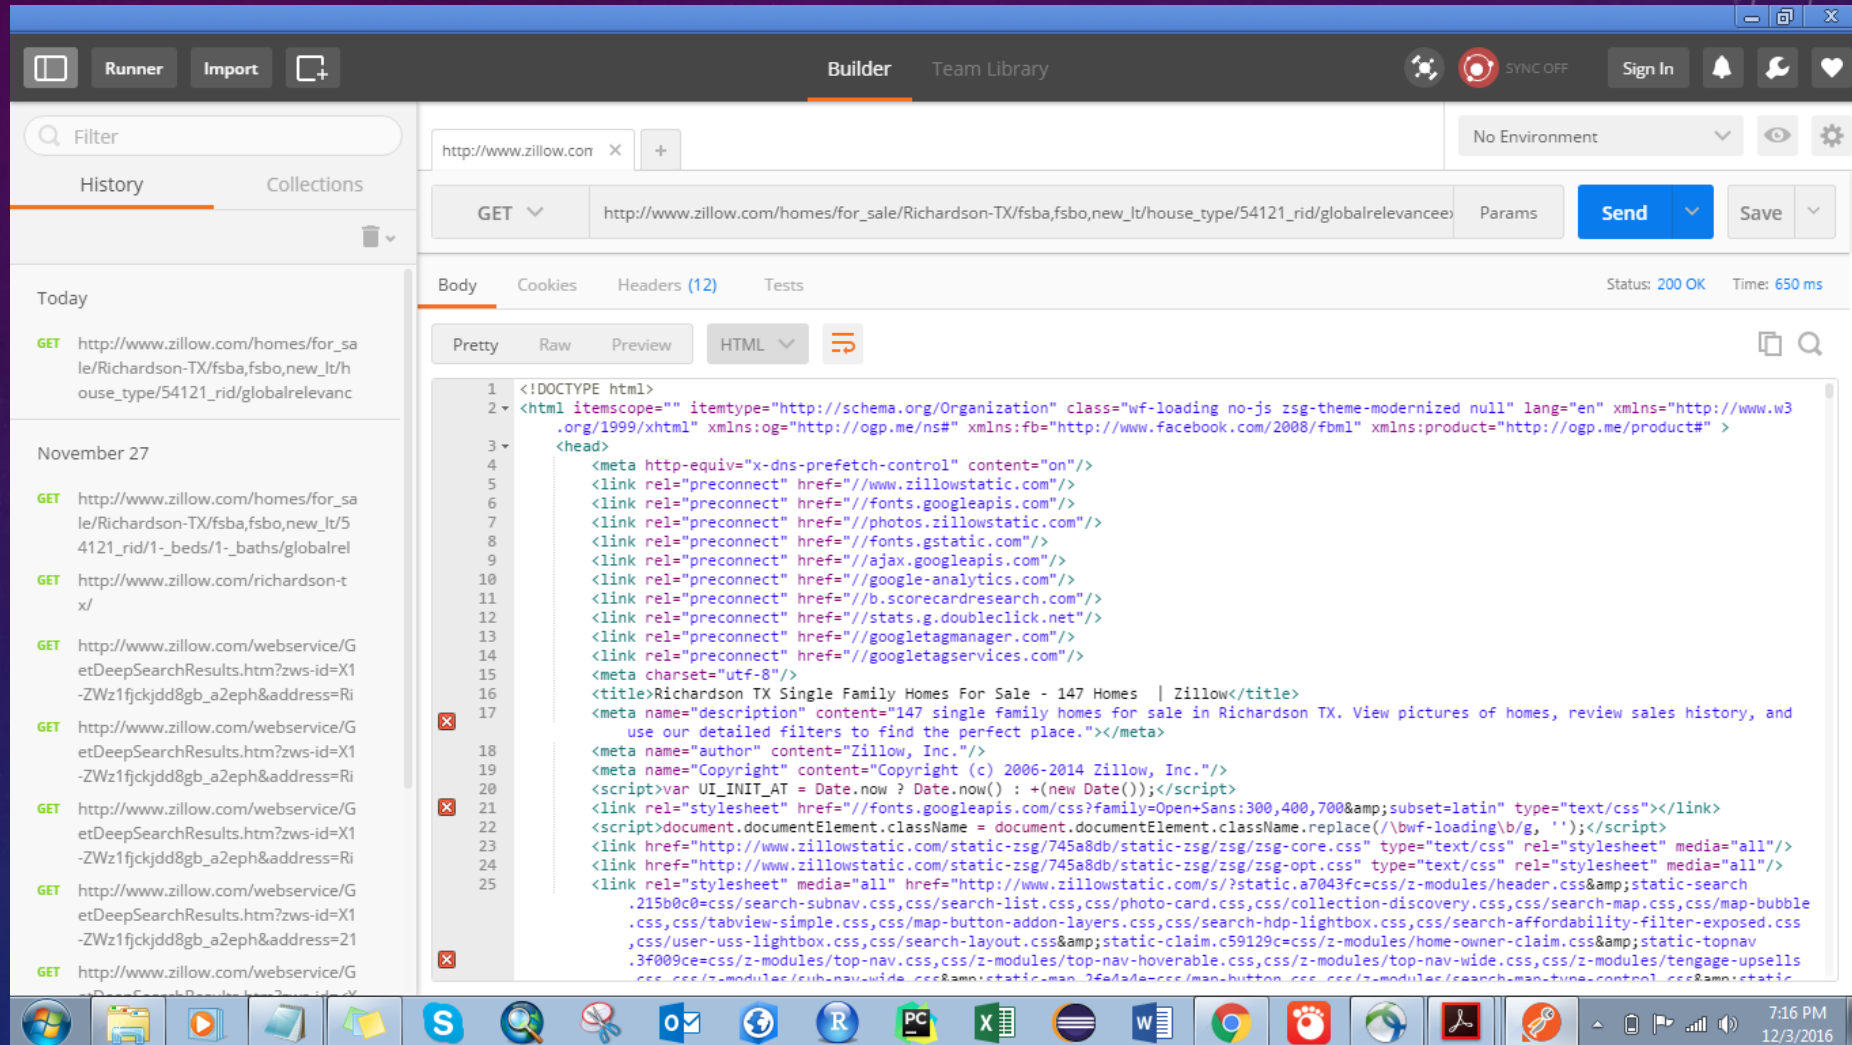 Runner Import Builder Team Library SYNC OFF Sign In
Filter
History Collections
Today
GET http://www.zillow.com/homes/for_sa
le/Richardson-TX/fsba,fsbo,new_lt/h
ouse_type/54121_rid/globalrelevanc
November 27
GET http://www.zillow.com/homes/for_sa
le/Richardson-TX/fsba,fsbo,new_lt/5
4121_rid/1-_beds/1-_baths/globalrel
GET http://www.zillow.com/richardson-t
x/
GET http://www.zillow.com/webservice/G
etDeepSearchResults.htm?zws-id=X1
-ZWz1fjckjdd8gb_a2eph&address=Ri
GET http://www.zillow.com/webservice/G
etDeepSearchResults.htm?zws-id=X1
-ZWz1fjckjdd8gb_a2eph&address=Ri
GET http://www.zillow.com/webservice/G
etDeepSearchResults.htm?zws-id=X1
-ZWz1fjckjdd8gb_a2eph&address=Ri
GET http://www.zillow.com/webservice/G
etDeepSearchResults.htm?zws-id=X1
-ZWz1fjckjdd8gb_a2eph&address=21
GET http://www.zillow.com/webservice/G
http://www.zillow.com No Environment
GET http://www.zillow.com/homes/for_sale/Richardson-TX/fsba,fsbo,new_lt/house_type/54121_rid/globalrelevanceex Params Send Save
Body Cookies Headers (12) Tests Status: 200 OK Time: 650 ms
Pretty Raw Preview HTML
1 <!DOCTYPE html>
2 <html itemscope="" itemtype="http://schema.org/Organization" class="wf-loading no-js zsg-theme-modernized null" lang="en" xmlns="http://www.w3
.org/1999/xhtml" xmlns:og="http://ogp.me/ns#" xmlns:fb="http://www.facebook.com/2008/fbml" xmlns:product="http://ogp.me/product#" >
3 <head>
4 <meta http-equiv="x-dns-prefetch-control" content="on"/>
5 <link rel="preconnect" href="//www.zillowstatic.com"/>
6 <link rel="preconnect" href="//fonts.googleapis.com"/>
7 <link rel="preconnect" href="//photos.zillowstatic.com"/>
8 <link rel="preconnect" href="//fonts.gstatic.com"/>
9 <link rel="preconnect" href="//ajax.googleapis.com"/>
10 <link rel="preconnect" href="//google-analytics.com"/>
11 <link rel="preconnect" href="//b.scorecardresearch.com"/>
12 <link rel="preconnect" href="//stats.g.doubleclick.net"/>
13 <link rel="preconnect" href="//googletagmanager.com"/>
14 <link rel="preconnect" href="//googletagservices.com"/>
15 <meta charset="utf-8"/>
16 <title>Richardson TX Single Family Homes For Sale - 147 Homes | Zillow</title>
17 <meta name="description" content="147 single family homes for sale in Richardson TX. View pictures of homes, review sales history, and
use our detailed filters to find the perfect place."></meta>
18 <meta name="author" content="Zillow, Inc."/>
19 <meta name="Copyright" content="Copyright (c) 2006-2014 Zillow, Inc."/>
20 <script>var UI_INIT_AT = Date.now ? Date.now() : +(new Date());</script>
21 <link rel="stylesheet" href="//fonts.googleapis.com/css?family=Open+Sans:300,400,700&amp;subset=latin" type="text/css"></link>
22 <script>document.documentElement.className = document.documentElement.className.replace(/\bwf-loading\b/g, '');</script>
23 <link href="http://www.zillowstatic.com/static-zsg/745a8db/static-zsg/zsg/zsg-core.css" type="text/css" rel="stylesheet" media="all"/>
24 <link href="http://www.zillowstatic.com/static-zsg/745a8db/static-zsg/zsg/zsg-opt.css" type="text/css" rel="stylesheet" media="all"/>
25 <link rel="stylesheet" media="all" href="http://www.zillowstatic.com/s/?static.a7043fc=css/z-modules/header.css&amp;static-search
.215b0c0=css/search-subnav.css,css/search-list.css,css/photo-card.css,css/collection-discovery.css,css/search-map.css,css/map-bubble
.css,css/tabview-simple.css,css/map-button-addon-layers.css,css/search-hdp-lightbox.css,css/search-affordability-filter-exposed.css
,css/user-uss-lightbox.css,css/search-layout.css&amp;static-claim.c59129c=css/z-modules/home-owner-claim.css&amp;static-topnav
.3f009ce=css/z-modules/top-nav.css,css/z-modules/top-nav-hoverable.css,css/z-modules/top-nav-wide.css,css/z-modules/tengage-upsells
7:16 PM
12/3/2016